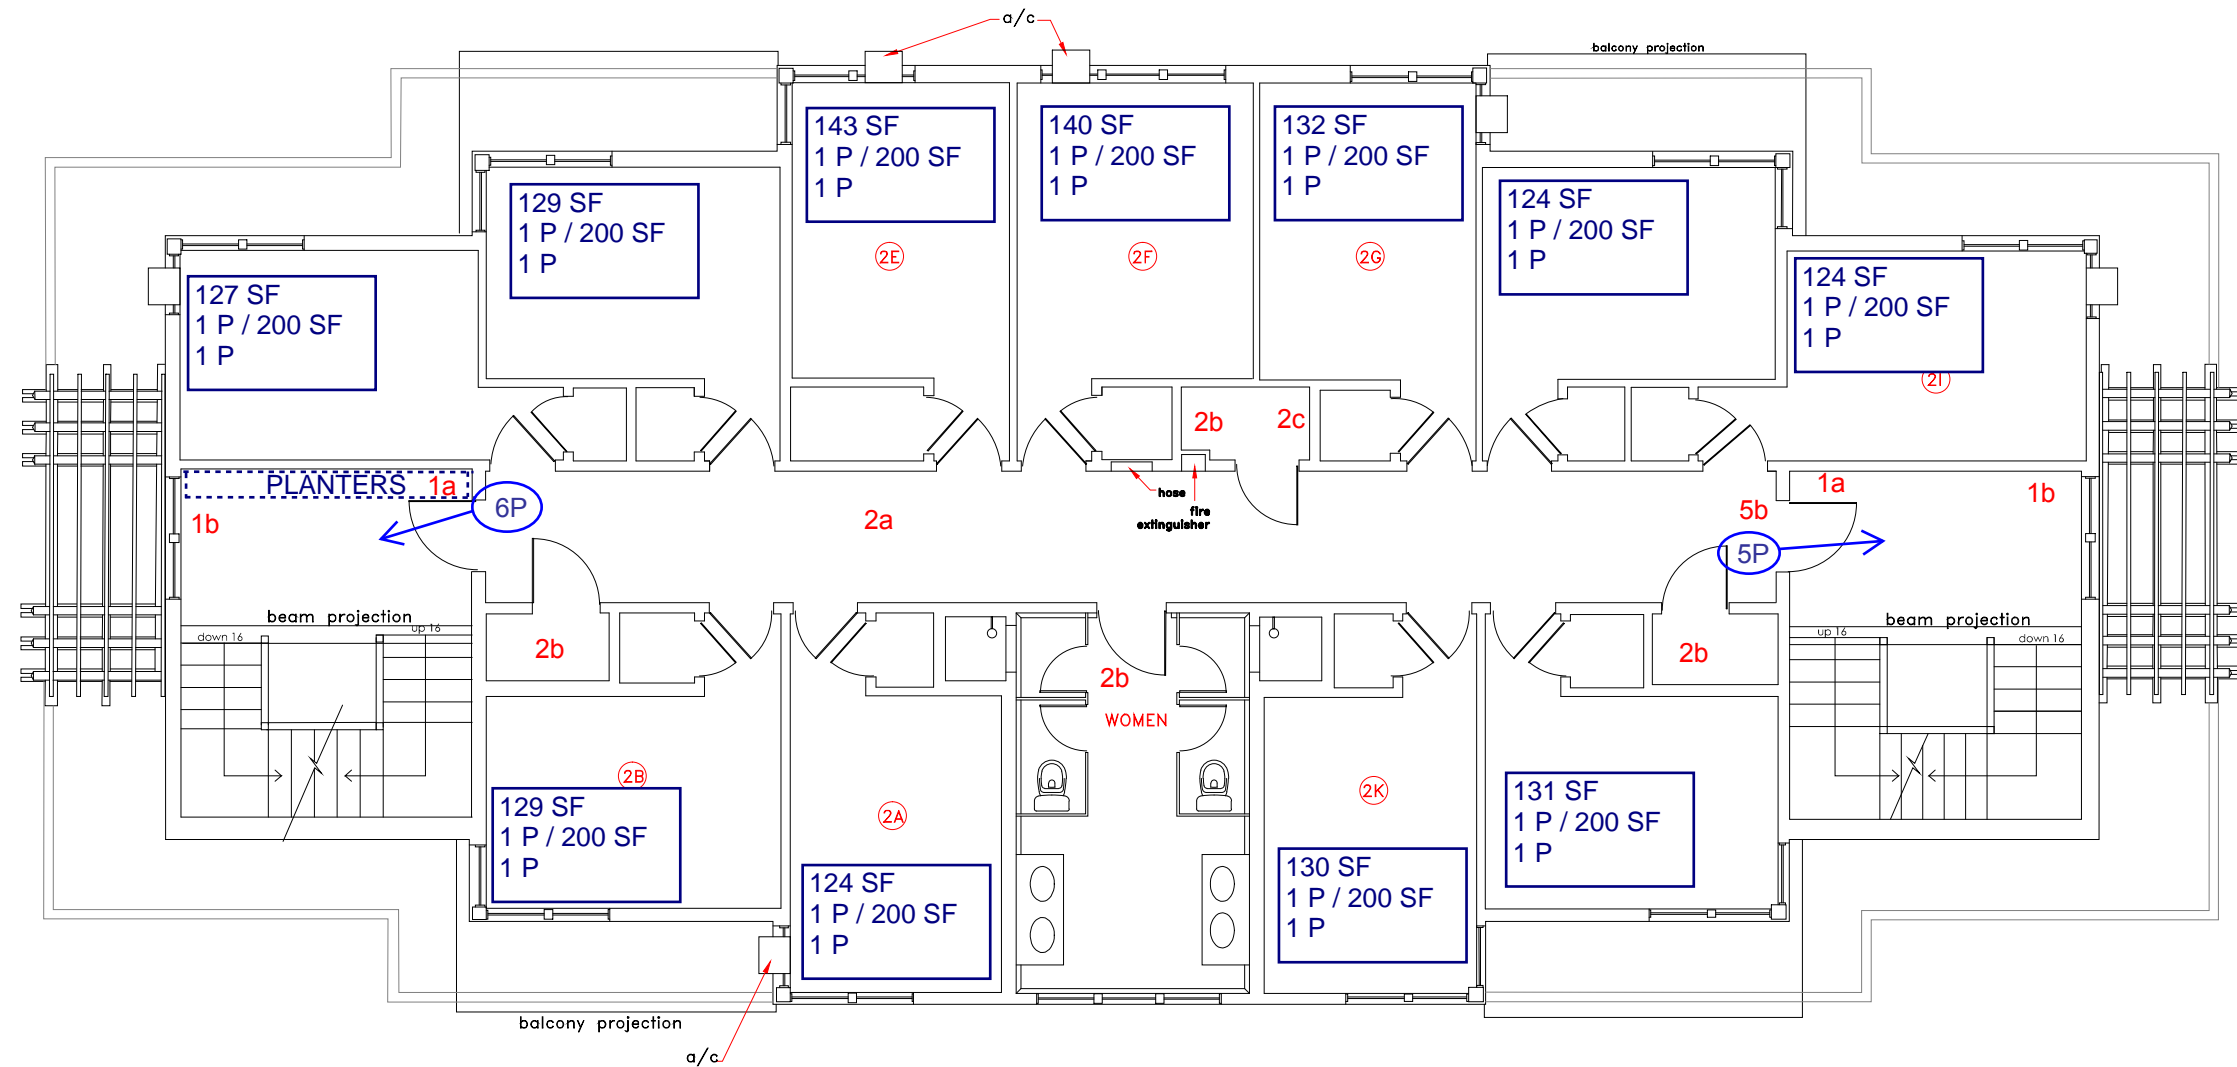 a/c
balcony projection
143 SF
1 P / 200 SF
1 P
140 SF
1 P / 200 SF
1 P
132 SF
1 P / 200 SF
1 P
129 SF
1 P / 200 SF
1 P
124 SF
1 P / 200 SF
1 P
2E
2F
2G
127 SF
1 P / 200 SF
1 P
124 SF
1 P / 200 SF
1 P
2I
2b
2c
PLANTERS
1a
6P
1b
2a
hose
fire
extinguisher
5b
5P
1a
1b
beam projection
down 16
up 16
2b
2b
WOMEN
2b
beam projection
up 16
down 16
2B
129 SF
1 P / 200 SF
1 P
2A
124 SF
1 P / 200 SF
1 P
2K
130 SF
1 P / 200 SF
1 P
131 SF
1 P / 200 SF
1 P
balcony projection
a/c